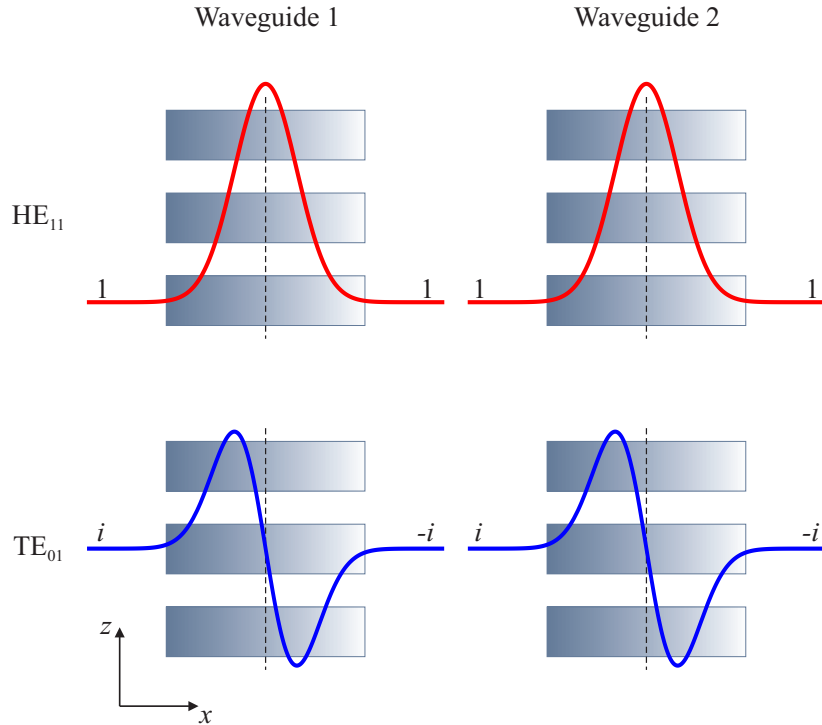 Waveguide 1 Waveguide 2
HE₁₁
1 1 1 1
TE₀₁
i -i i -i
z
x